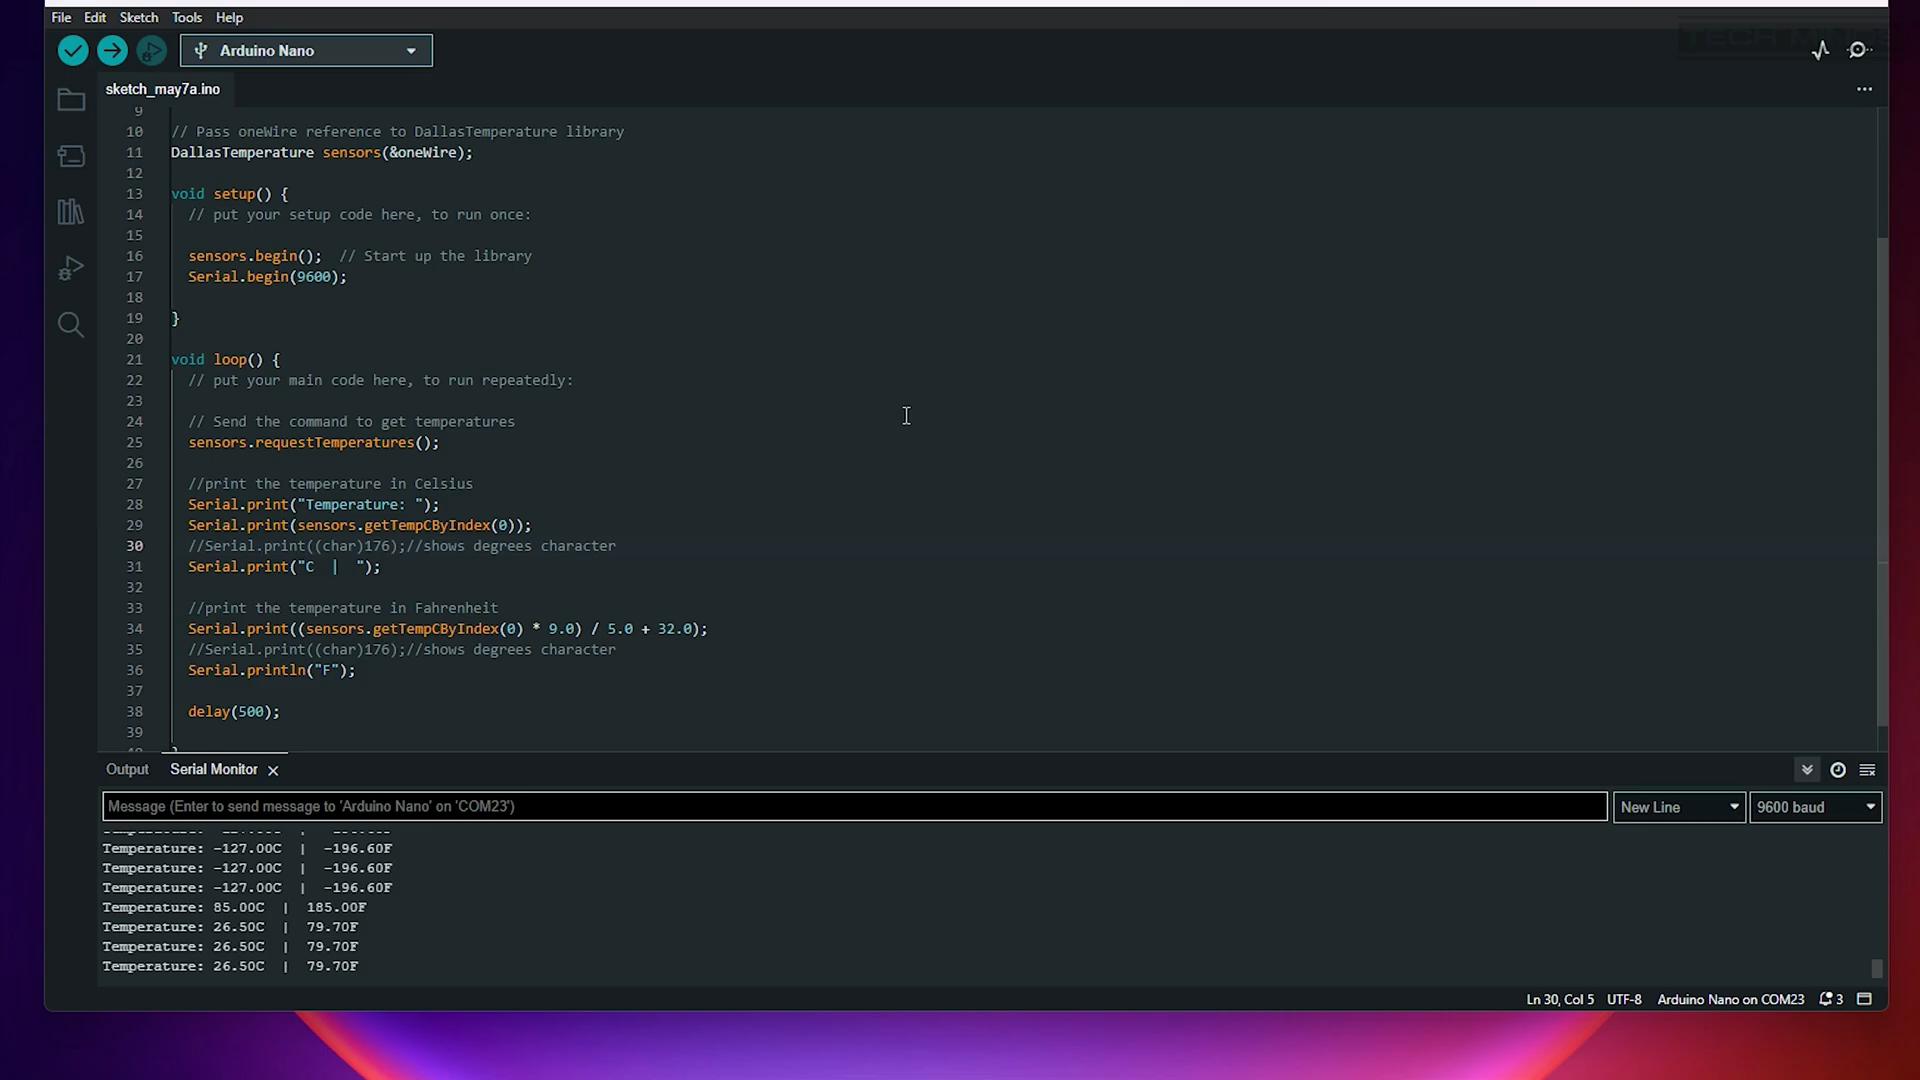 File Edit Sketch Tools Help
Arduino Nano
sketch_may7a.ino
9
10 // Pass oneWire reference to DallasTemperature library
11 DallasTemperature sensors(&oneWire);
12
13 void setup() {
14 // put your setup code here, to run once:
15
16 sensors.begin(); // Start up the library
17 Serial.begin(9600);
18
19 }
20
21 void loop() {
22 // put your main code here, to run repeatedly:
23
24 // Send the command to get temperatures
25 sensors.requestTemperatures();
26
27 //print the temperature in Celsius
28 Serial.print("Temperature: ");
29 Serial.print(sensors.getTempCByIndex(0));
30 //Serial.print((char)176);//shows degrees character
31 Serial.print("C  |  ");
32
33 //print the temperature in Fahrenheit
34 Serial.print((sensors.getTempCByIndex(0) * 9.0) / 5.0 + 32.0);
35 //Serial.print((char)176);//shows degrees character
36 Serial.println("F");
37
38 delay(500);
39
Output Serial Monitor
Message (Enter to send message to 'Arduino Nano' on 'COM23')
New Line 9600 baud
Temperature: -127.00C  |  -196.60F
Temperature: -127.00C  |  -196.60F
Temperature: -127.00C  |  -196.60F
Temperature: 85.00C  |  185.00F
Temperature: 26.50C  |  79.70F
Temperature: 26.50C  |  79.70F
Temperature: 26.50C  |  79.70F
Ln 30, Col 5 UTF-8 Arduino Nano on COM23 3